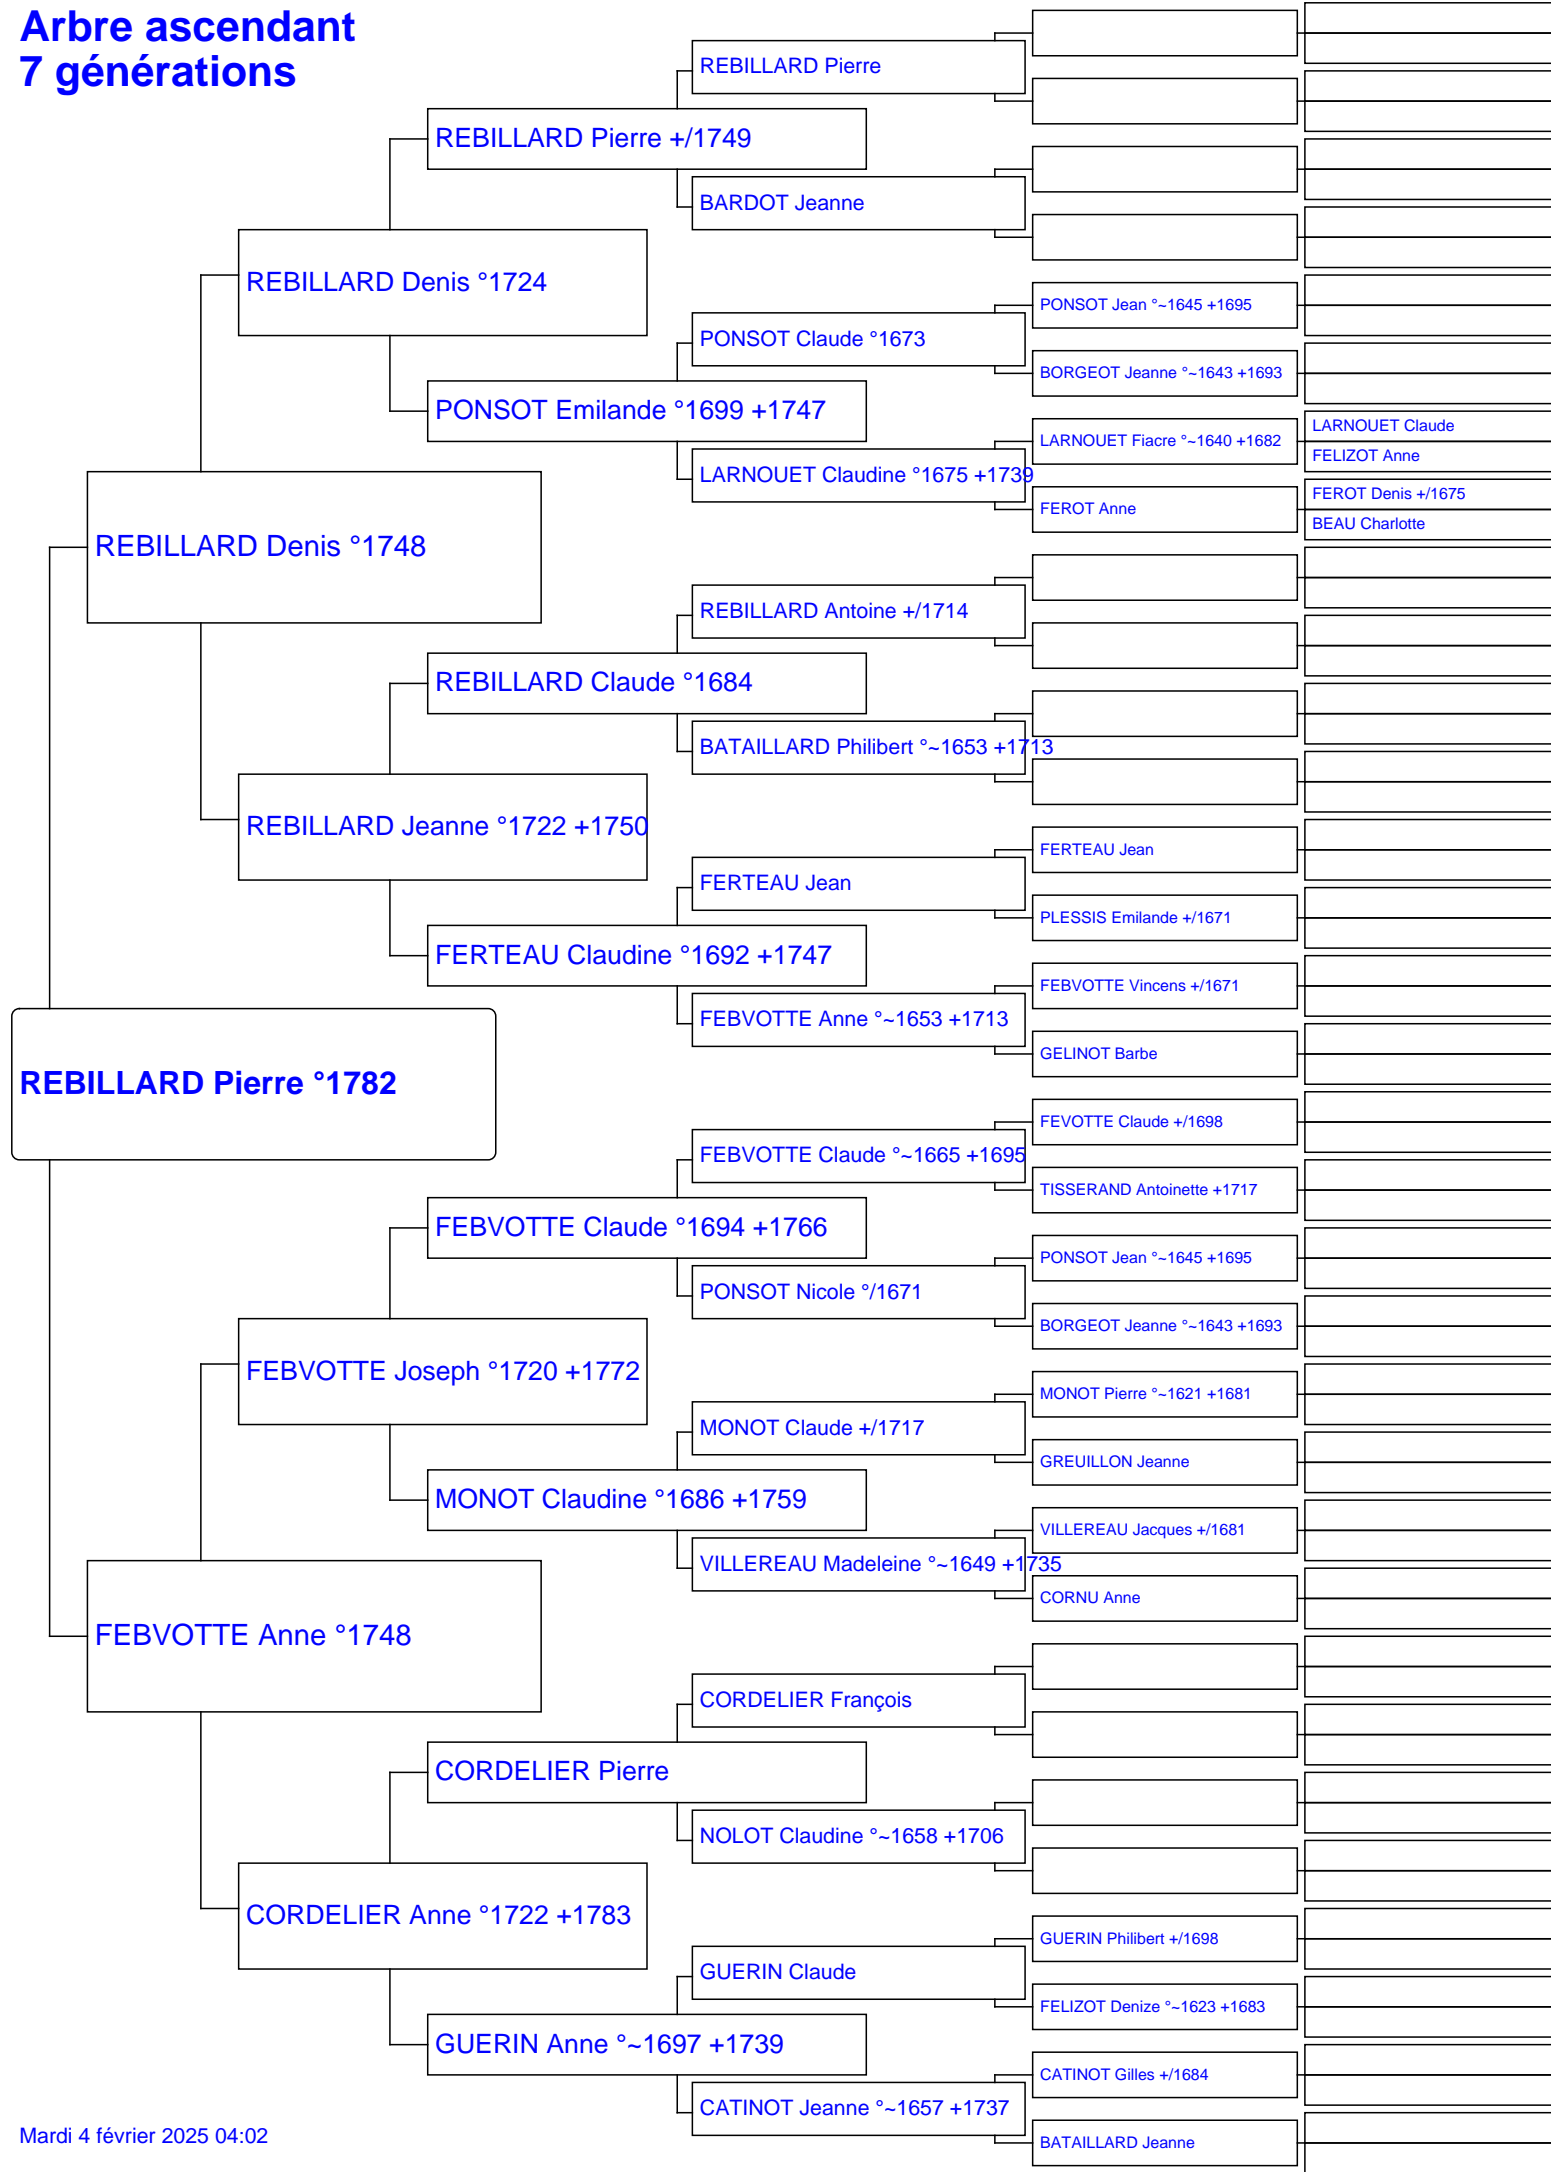 Arbre ascendant
7 générations
REBILLARD Pierre
REBILLARD Pierre +/1749
BARDOT Jeanne
REBILLARD Denis °1724
PONSOT Jean °~1645 +1695
PONSOT Claude °1673
BORGEOT Jeanne °~1643 +1693
PONSOT Emilande °1699 +1747
LARNOUET Claude
LARNOUET Fiacre °~1640 +1682
FELIZOT Anne
LARNOUET Claudine °1675 +1739
FEROT Denis +/1675
FEROT Anne
BEAU Charlotte
REBILLARD Denis °1748
REBILLARD Antoine +/1714
REBILLARD Claude °1684
BATAILLARD Philibert °~1653 +1713
REBILLARD Jeanne °1722 +1750
FERTEAU Jean
FERTEAU Jean
PLESSIS Emilande +/1671
FERTEAU Claudine °1692 +1747
FEBVOTTE Vincens +/1671
FEBVOTTE Anne °~1653 +1713
GELINOT Barbe
REBILLARD Pierre °1782
FEVOTTE Claude +/1698
FEBVOTTE Claude °~1665 +1695
TISSERAND Antoinette +1717
FEBVOTTE Claude °1694 +1766
PONSOT Jean °~1645 +1695
PONSOT Nicole °/1671
BORGEOT Jeanne °~1643 +1693
FEBVOTTE Joseph °1720 +1772
MONOT Pierre °~1621 +1681
MONOT Claude +/1717
GREUILLON Jeanne
MONOT Claudine °1686 +1759
VILLEREAU Jacques +/1681
VILLEREAU Madeleine °~1649 +1735
CORNU Anne
FEBVOTTE Anne °1748
CORDELIER François
CORDELIER Pierre
NOLOT Claudine °~1658 +1706
CORDELIER Anne °1722 +1783
GUERIN Philibert +/1698
GUERIN Claude
FELIZOT Denize °~1623 +1683
GUERIN Anne °~1697 +1739
CATINOT Gilles +/1684
CATINOT Jeanne °~1657 +1737
BATAILLARD Jeanne
Mardi 4 février 2025 04:02